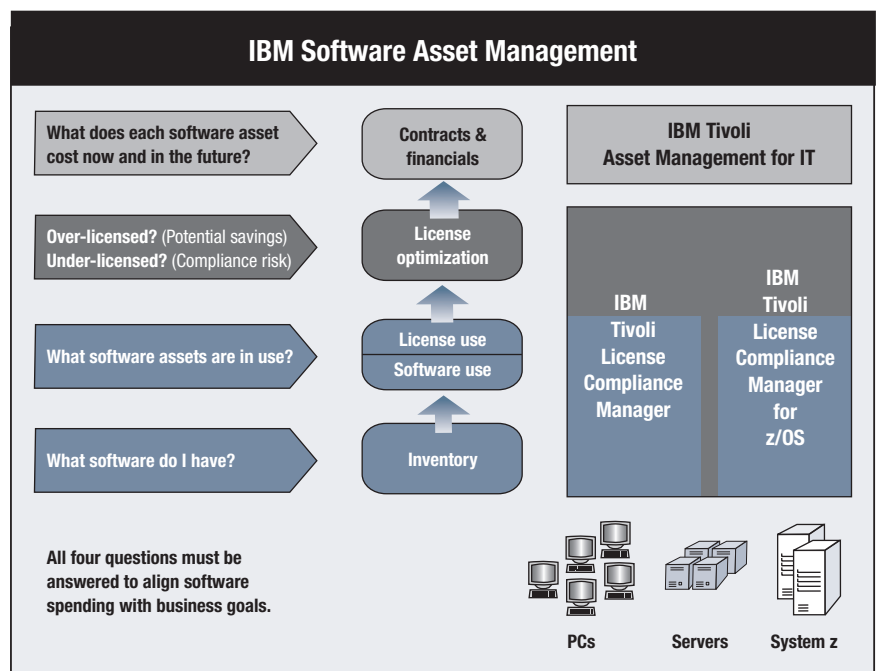 IBM Software Asset Management
What does each software asset
cost now and in the future?
Contracts &
financials
IBM Tivoli
Asset Management for IT
Over-licensed? (Potential savings)
Under-licensed? (Compliance risk)
License
optimization
What software assets are in use?
License use
Software use
What software do I have?
Inventory
IBM
Tivoli
License
Compliance
Manager
IBM
Tivoli
License
Compliance
Manager
for
z/OS
All four questions must be
answered to align software
spending with business goals.
PCs
Servers
System z